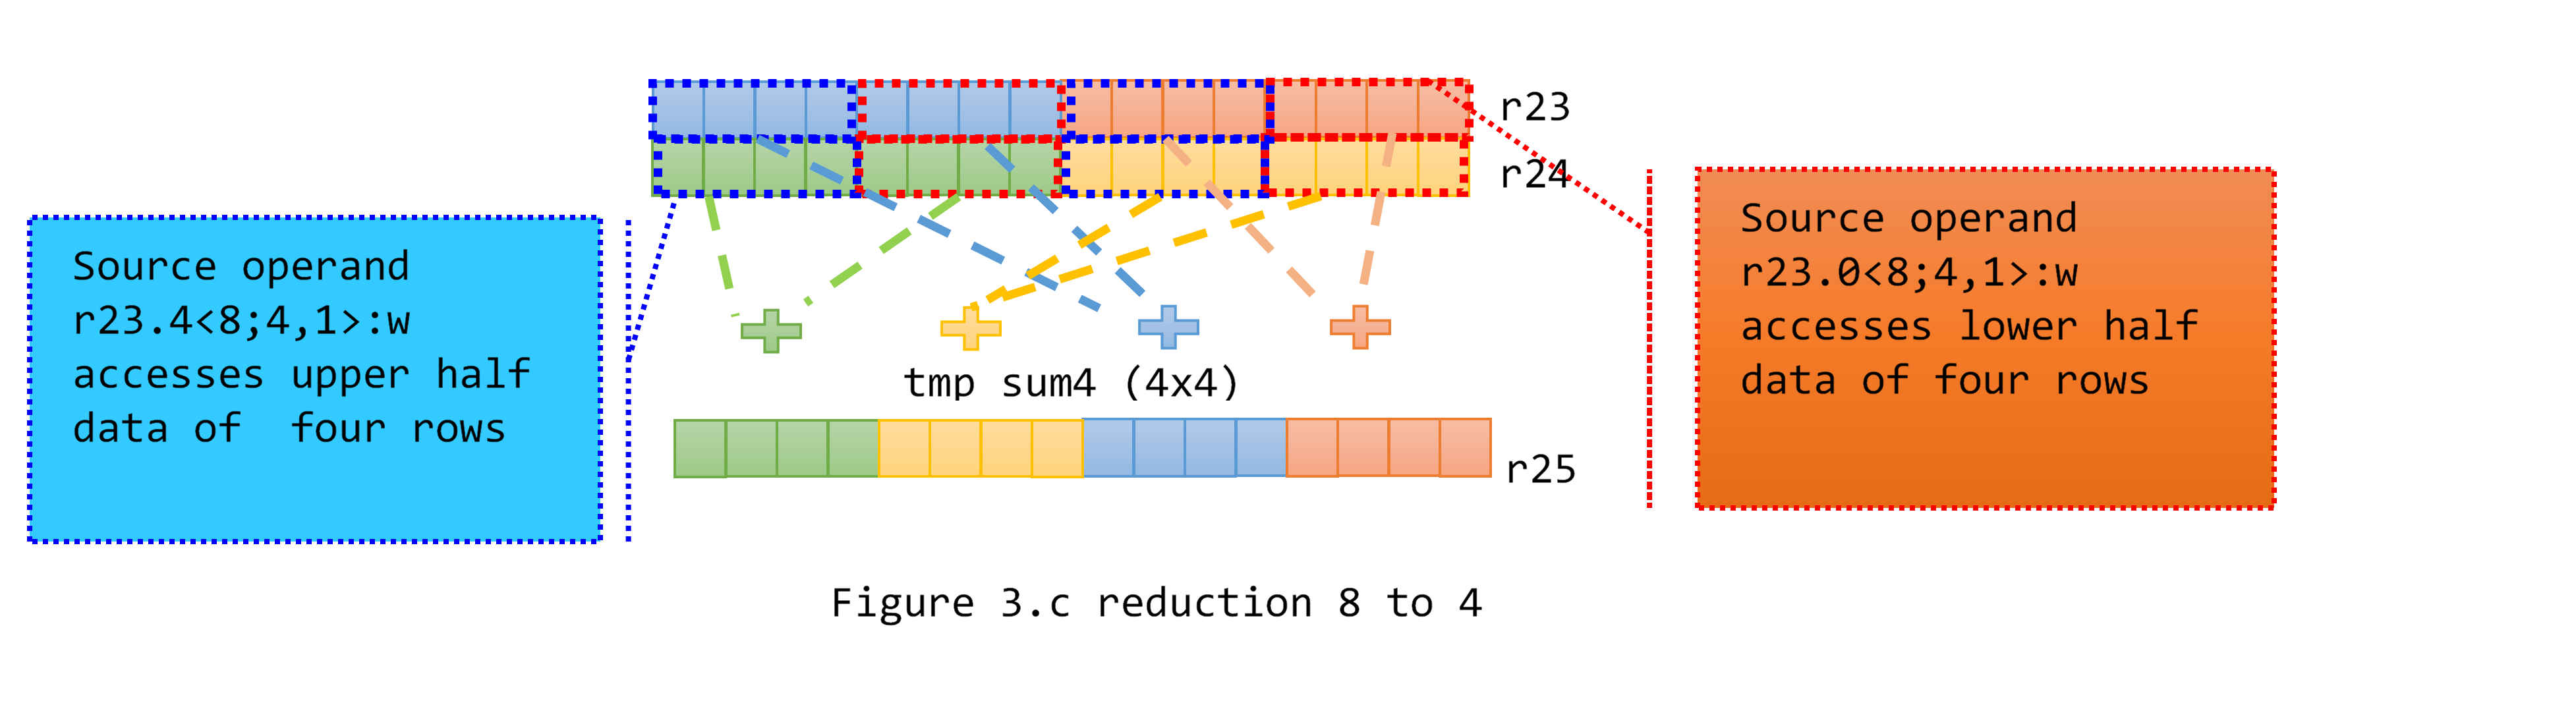 r23
r24
Source operand
r23.4<8;4,1>:w
accesses upper half
data of  four rows
Source operand
r23.0<8;4,1>:w
accesses lower half
data of four rows
tmp sum4 (4x4)
r25
Figure 3.c reduction 8 to 4